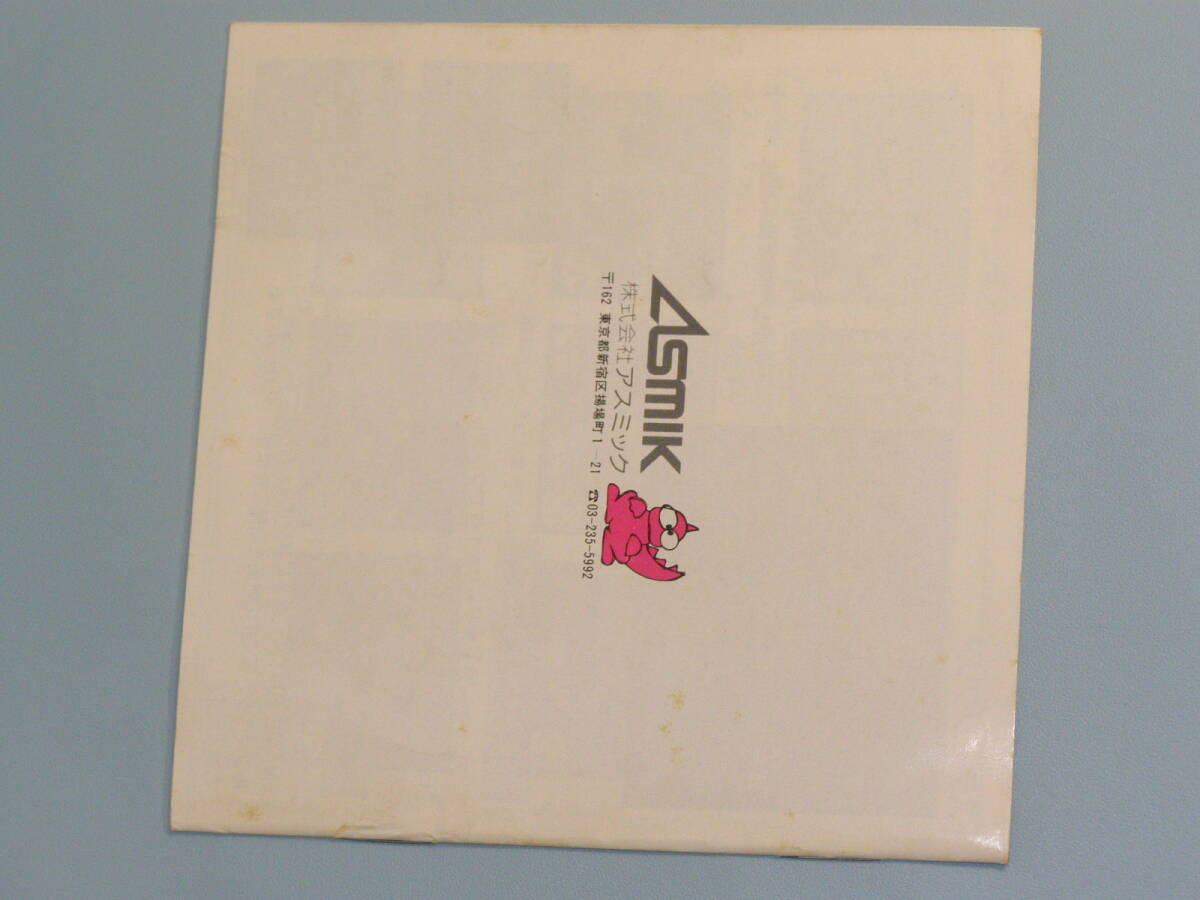 ASMIK
株式会社アスミック
〒162 東京都新宿区揚場町1-21 ☎03-235-5992